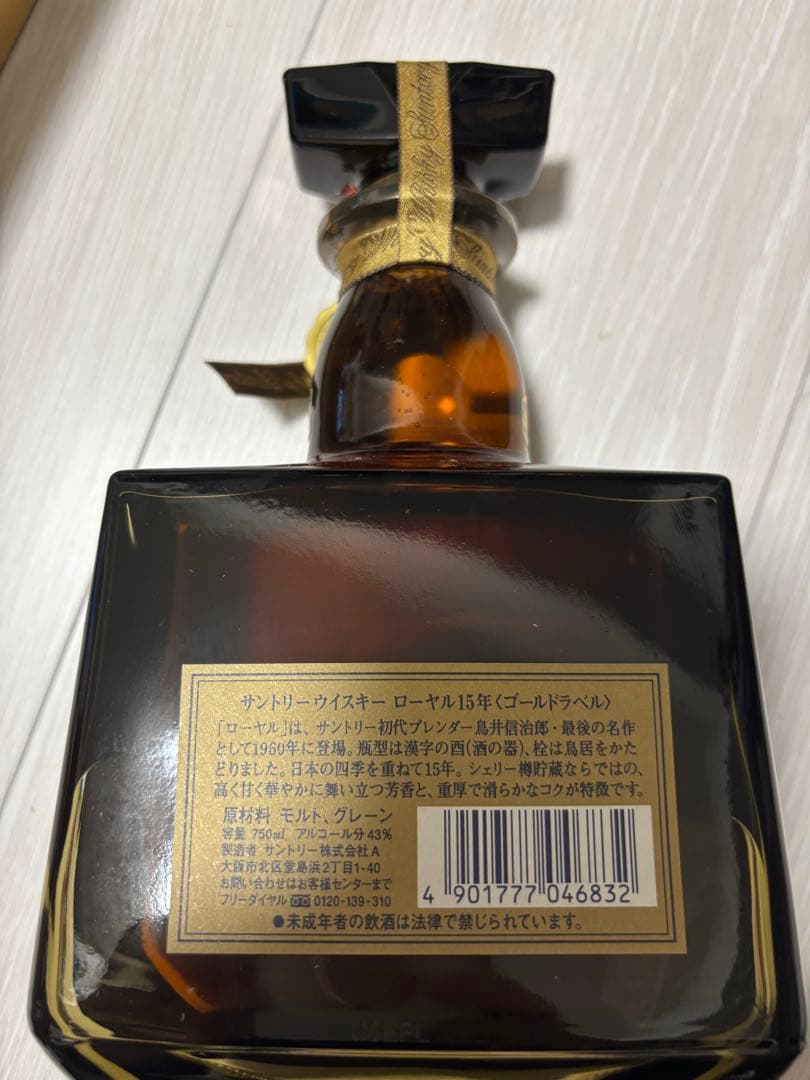 Whisky Suntory
サントリーウイスキー ローヤル15年〈ゴールドラベル〉
「ローヤル」は、サントリー初代ブレンダー鳥井信治郎・最後の名作
として1960年に登場。瓶型は漢字の酉(酒の器)、栓は鳥居をかた
どりました。日本の四季を重ねて15年。シェリー樽貯蔵ならではの、
高く甘く華やかに舞い立つ芳香と、重厚で滑らかなコクが特徴です。
原材料 モルト、グレーン
容量 750㎖ アルコール分 43%
製造者 サントリー株式会社A
大阪市北区堂島浜2丁目1-40
お問い合わせはお客様センターまで
フリーダイヤル 0120-139-310
4 901777 046832
●未成年者の飲酒は法律で禁じられています。